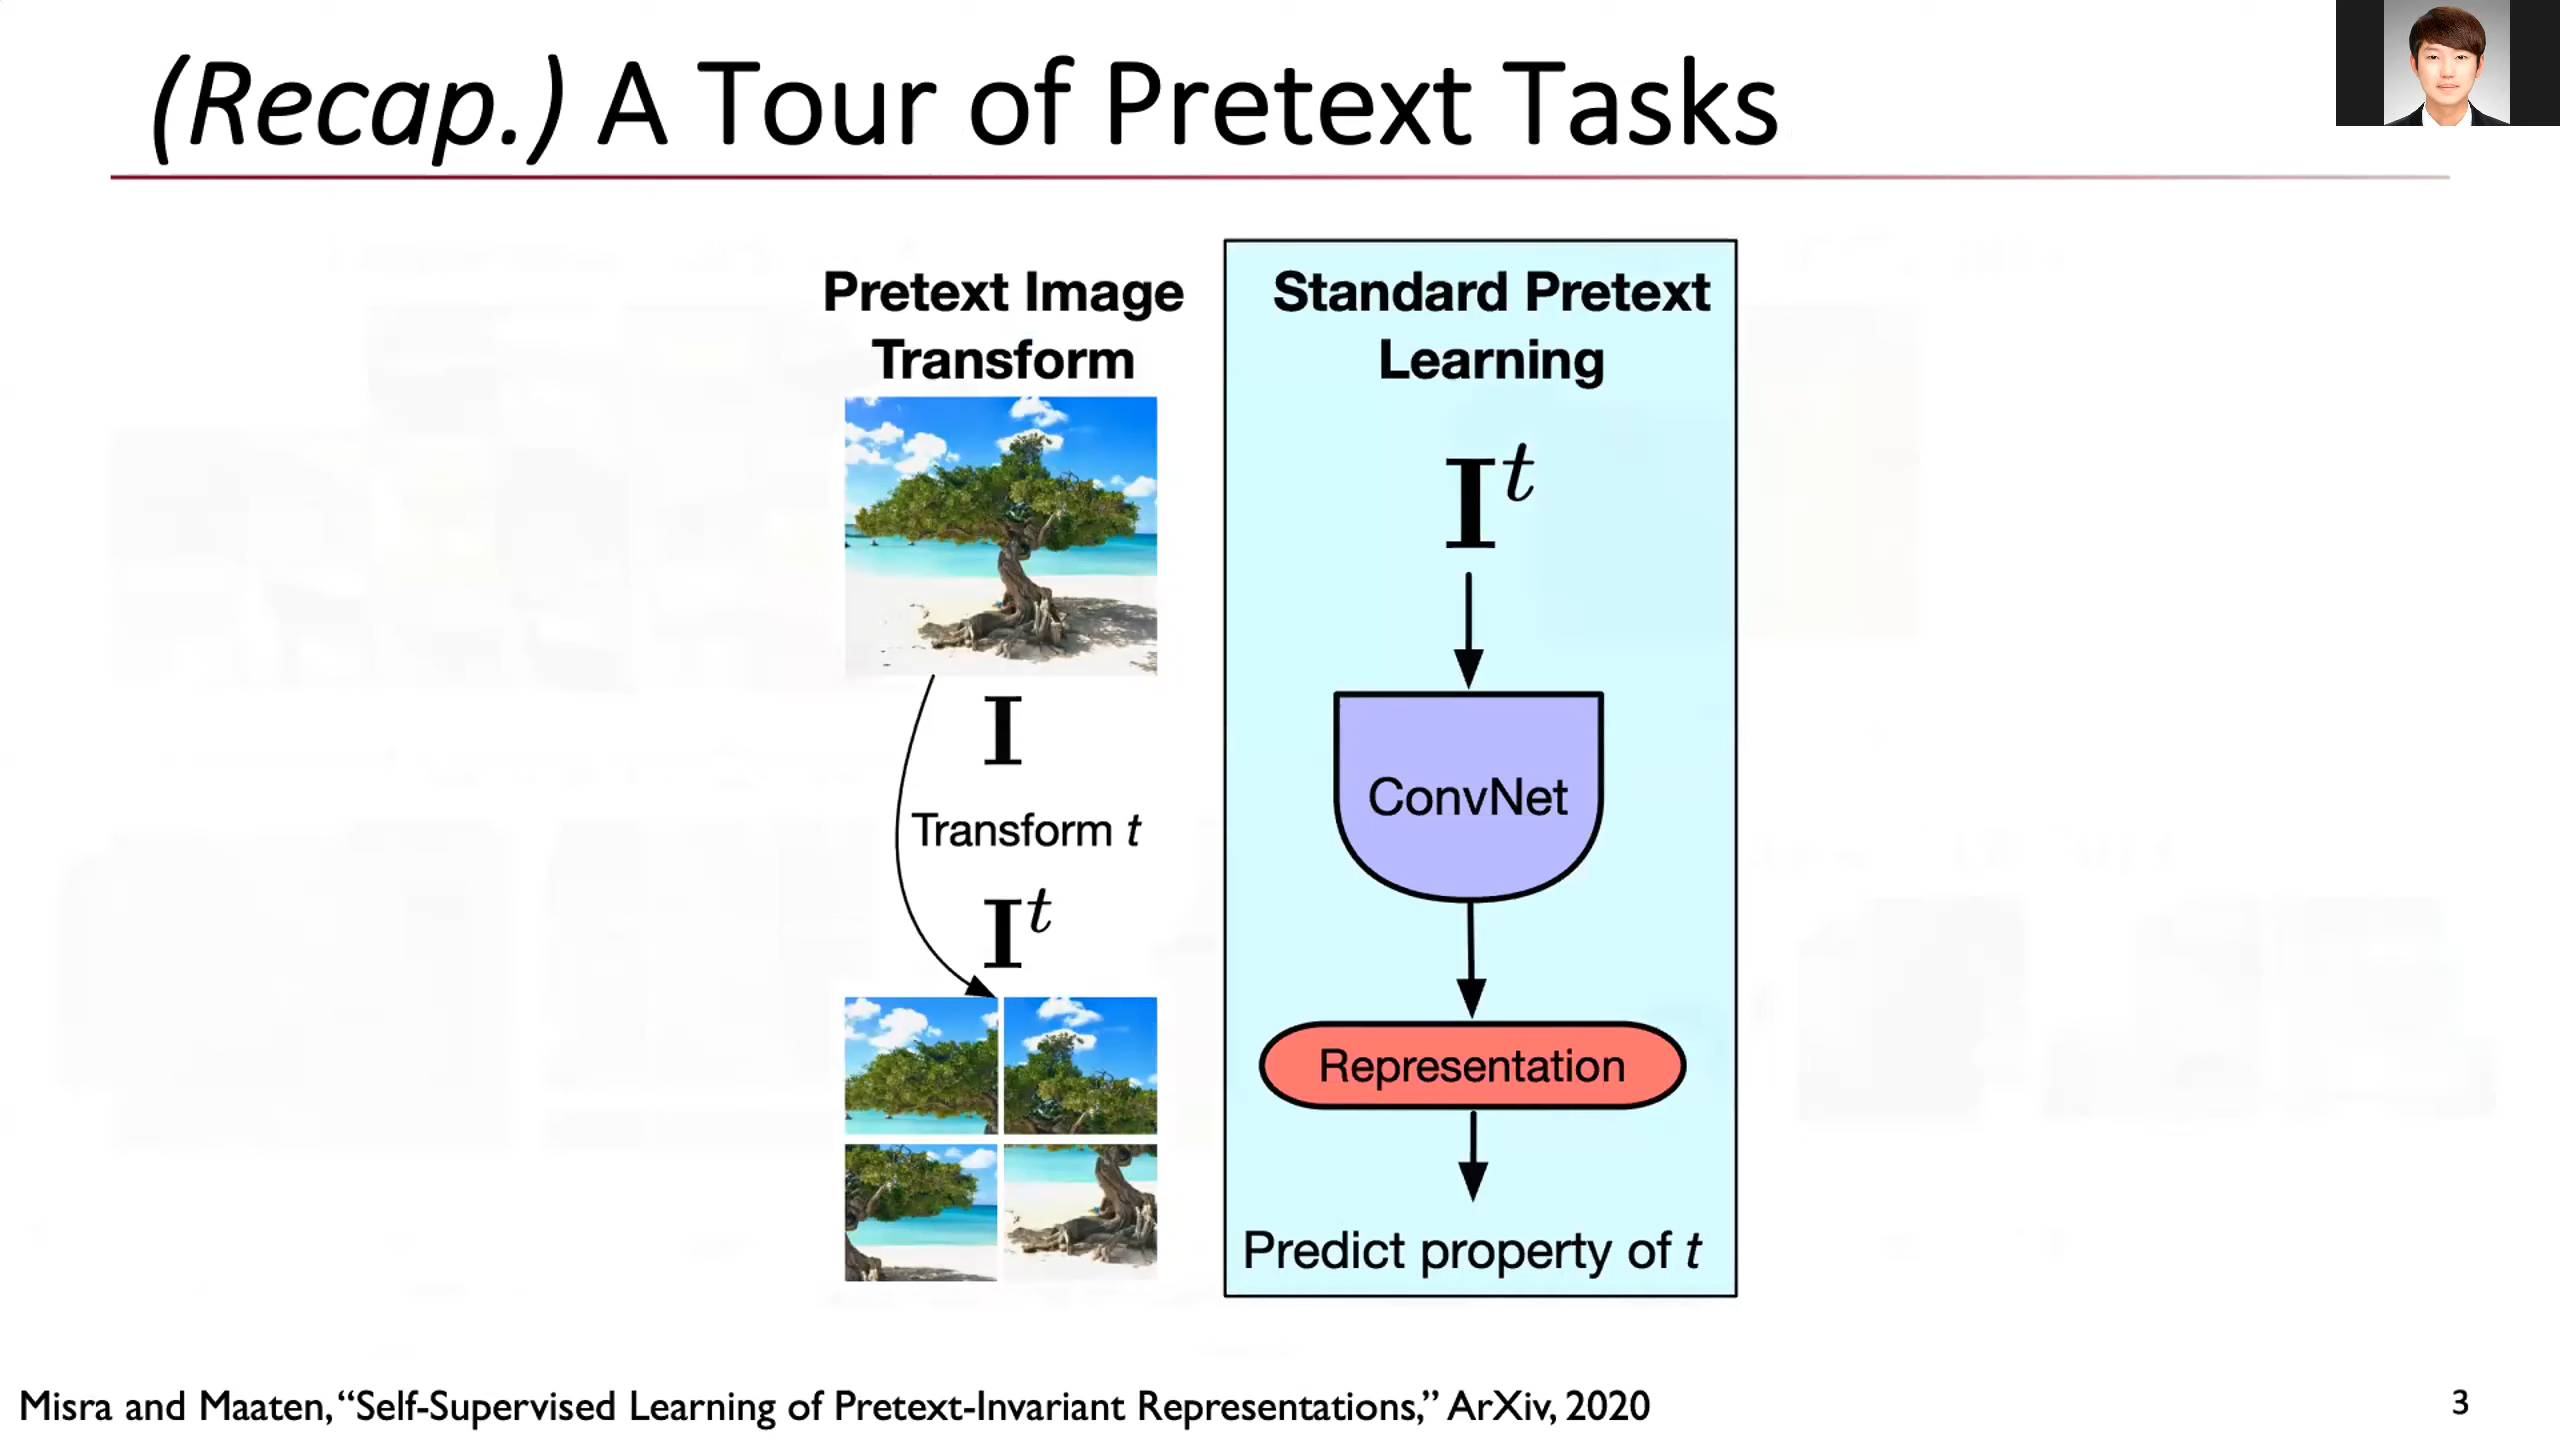 (Recap.) A Tour of Pretext Tasks
Pretext Image
Transform
I
Transform t
I^t
Standard Pretext
Learning
I^t
ConvNet
Representation
Predict property of t
Misra and Maaten, “Self-Supervised Learning of Pretext-Invariant Representations,” ArXiv, 2020
3